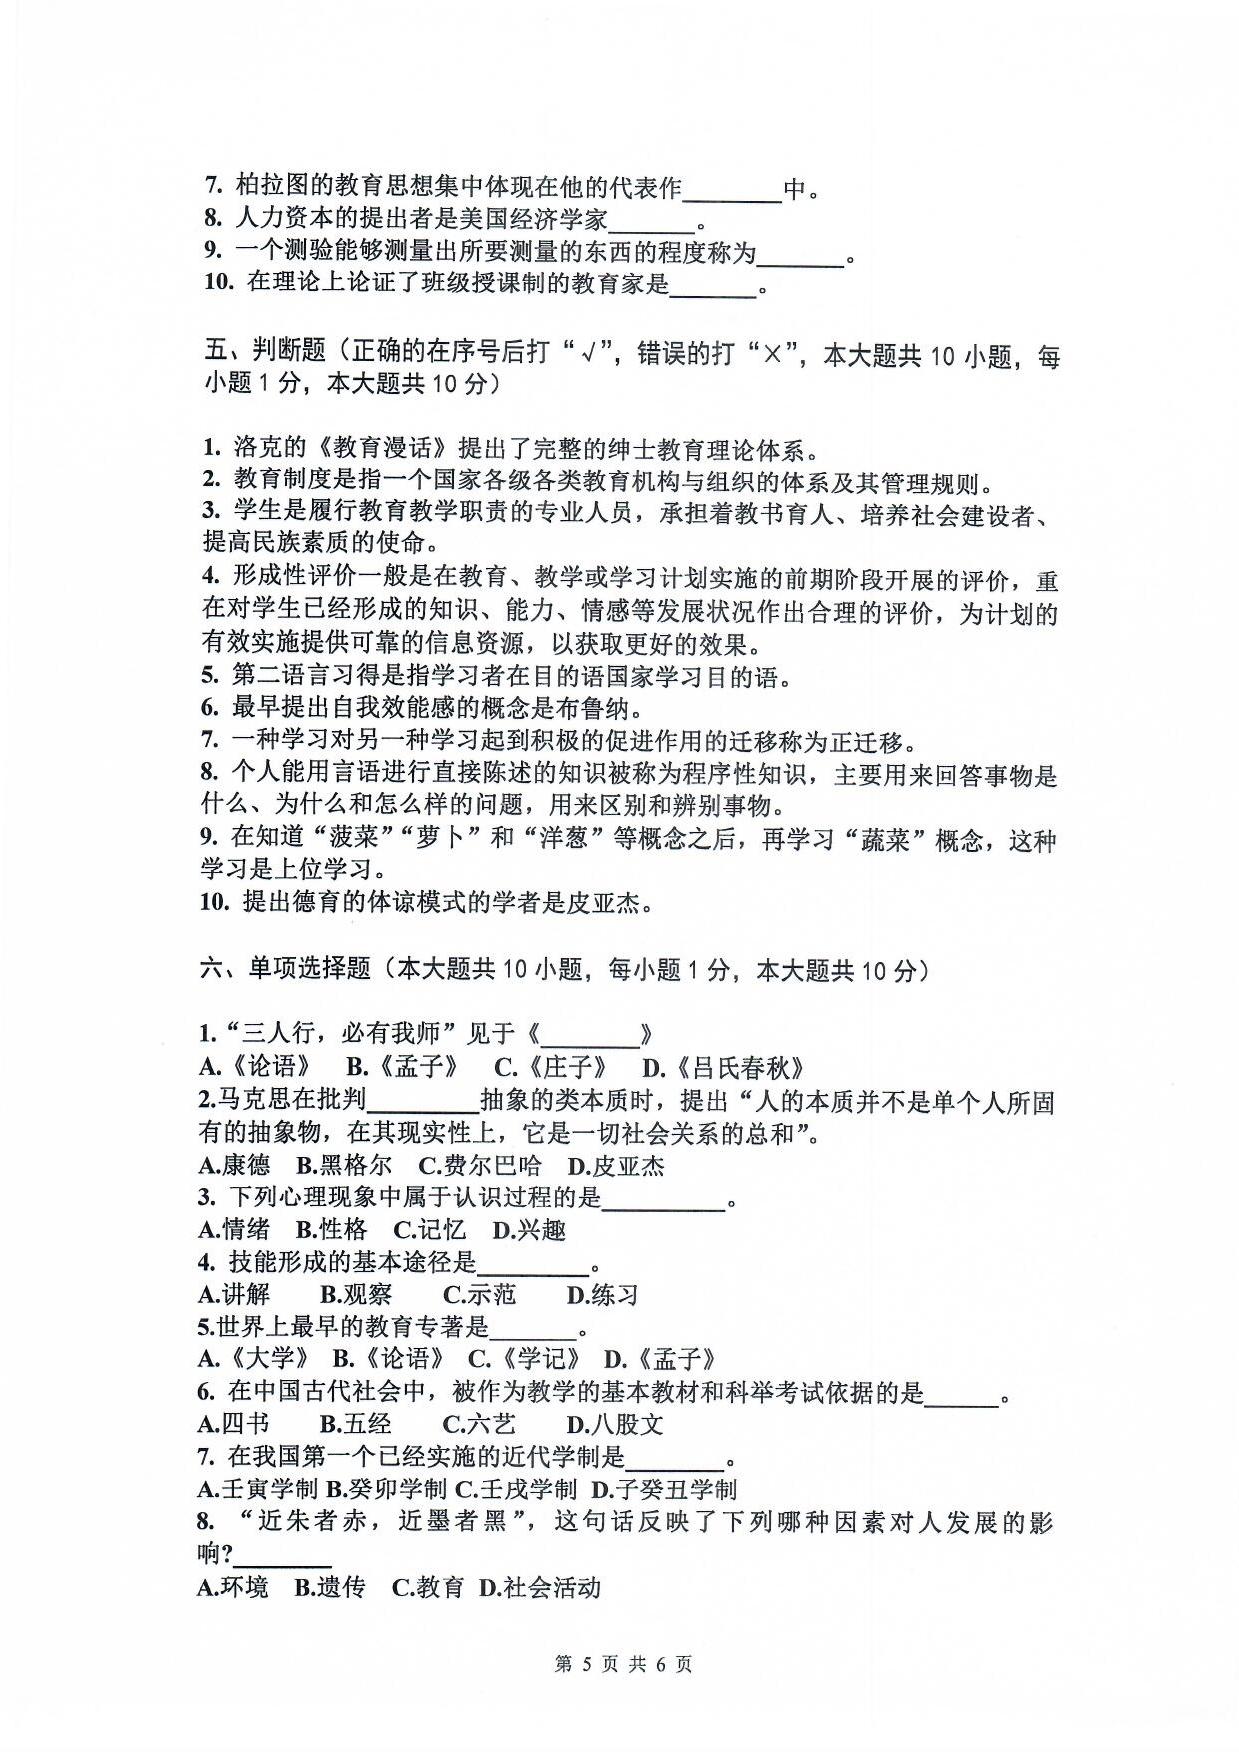 7. 柏拉图的教育思想集中体现在他的代表作________中。
8. 人力资本的提出者是美国经济学家_______。
9. 一个测验能够测量出所要测量的东西的程度称为_______。
10. 在理论上论证了班级授课制的教育家是_______。
五、判断题（正确的在序号后打“√”，错误的打“×”，本大题共 10 小题，每
小题 1 分，本大题共 10 分）
1. 洛克的《教育漫话》提出了完整的绅士教育理论体系。
2. 教育制度是指一个国家各级各类教育机构与组织的体系及其管理规则。
3. 学生是履行教育教学职责的专业人员，承担着教书育人、培养社会建设者、
提高民族素质的使命。
4. 形成性评价一般是在教育、教学或学习计划实施的前期阶段开展的评价，重
在对学生已经形成的知识、能力、情感等发展状况作出合理的评价，为计划的
有效实施提供可靠的信息资源，以获取更好的效果。
5. 第二语言习得是指学习者在目的语国家学习目的语。
6. 最早提出自我效能感的概念是布鲁纳。
7. 一种学习对另一种学习起到积极的促进作用的迁移称为正迁移。
8. 个人能用言语进行直接陈述的知识被称为程序性知识，主要用来回答事物是
什么、为什么和怎么样的问题，用来区别和辨别事物。
9. 在知道“菠菜”“萝卜”和“洋葱”等概念之后，再学习“蔬菜”概念，这种
学习是上位学习。
10. 提出德育的体谅模式的学者是皮亚杰。
六、单项选择题（本大题共 10 小题，每小题 1 分，本大题共 10 分）
1.“三人行，必有我师”见于《________》
A.《论语》 B.《孟子》 C.《庄子》 D.《吕氏春秋》
2.马克思在批判_________抽象的类本质时，提出“人的本质并不是单个人所固
有的抽象物，在其现实性上，它是一切社会关系的总和”。
A.康德 B.黑格尔 C.费尔巴哈 D.皮亚杰
3. 下列心理现象中属于认识过程的是__________。
A.情绪 B.性格 C.记忆 D.兴趣
4. 技能形成的基本途径是_________。
A.讲解 B.观察 C.示范 D.练习
5.世界上最早的教育专著是_______。
A.《大学》 B.《论语》 C.《学记》 D.《孟子》
6. 在中国古代社会中，被作为教学的基本教材和科举考试依据的是______。
A.四书 B.五经 C.六艺 D.八股文
7. 在我国第一个已经实施的近代学制是________。
A.壬寅学制 B.癸卯学制 C.壬戌学制 D.子癸丑学制
8. “近朱者赤，近墨者黑”，这句话反映了下列哪种因素对人发展的影
响?________
A.环境 B.遗传 C.教育 D.社会活动
第 5 页 共 6 页